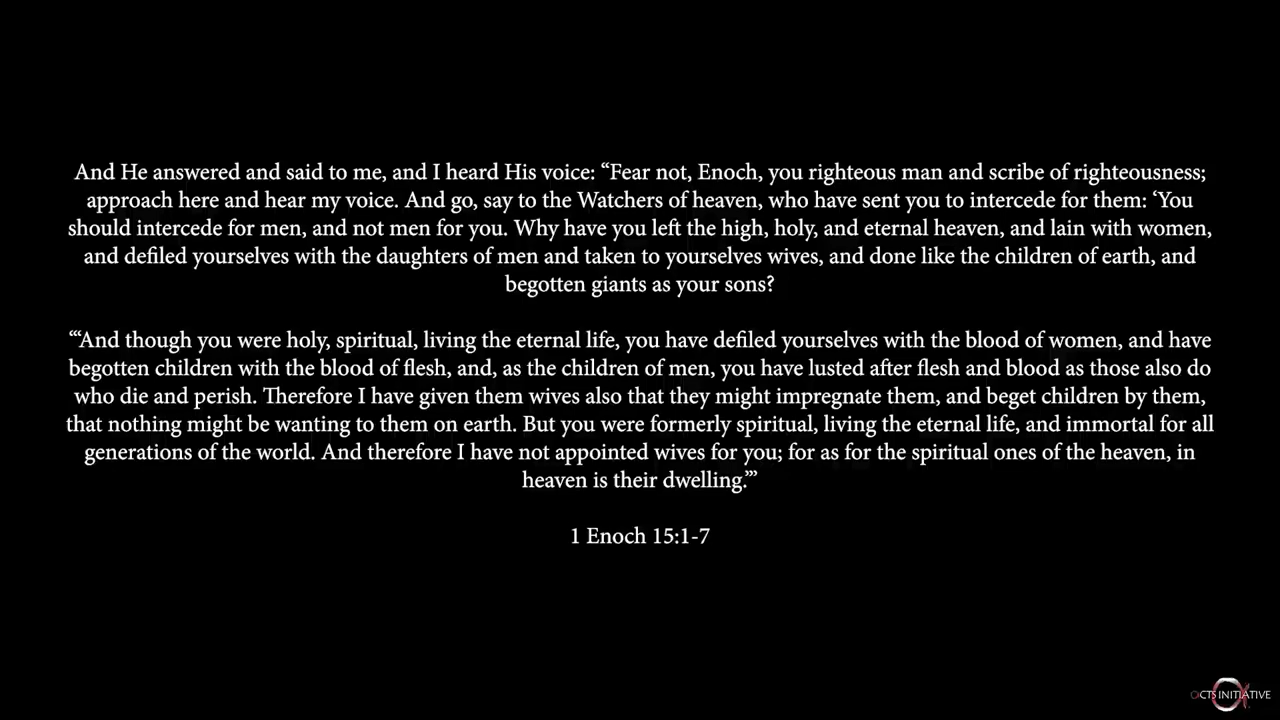 And He answered and said to me, and I heard His voice: “Fear not, Enoch, you righteous man and scribe of righteousness;
approach here and hear my voice. And go, say to the Watchers of heaven, who have sent you to intercede for them: ‘You
should intercede for men, and not men for you. Why have you left the high, holy, and eternal heaven, and lain with women,
and defiled yourselves with the daughters of men and taken to yourselves wives, and done like the children of earth, and
begotten giants as your sons?
“‘And though you were holy, spiritual, living the eternal life, you have defiled yourselves with the blood of women, and have
begotten children with the blood of flesh, and, as the children of men, you have lusted after flesh and blood as those also do
who die and perish. Therefore I have given them wives also that they might impregnate them, and beget children by them,
that nothing might be wanting to them on earth. But you were formerly spiritual, living the eternal life, and immortal for all
generations of the world. And therefore I have not appointed wives for you; for as for the spiritual ones of the heaven, in
heaven is their dwelling.’”
1 Enoch 15:1-7
ACTS INITIATIVE